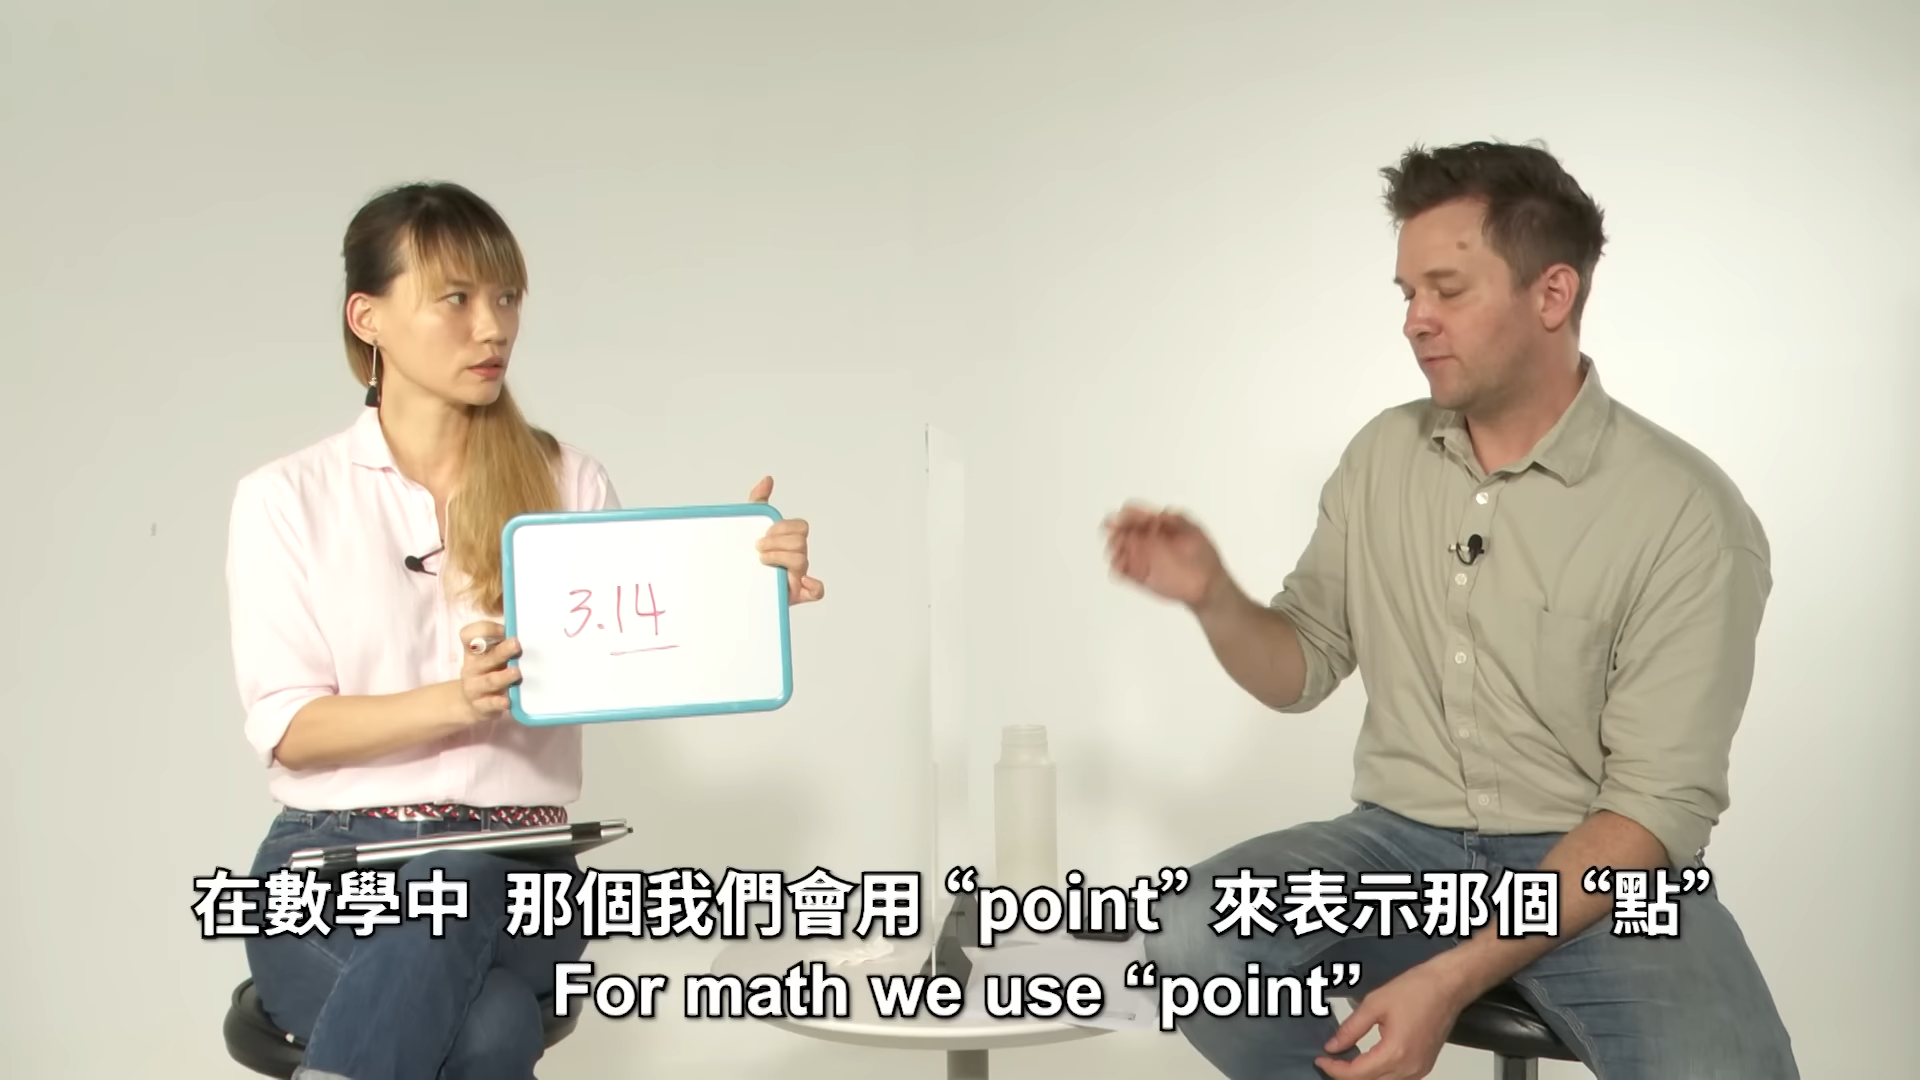 3.14
在數學中 那個我們會用 “point” 來表示那個 “點”
For math we use “point”